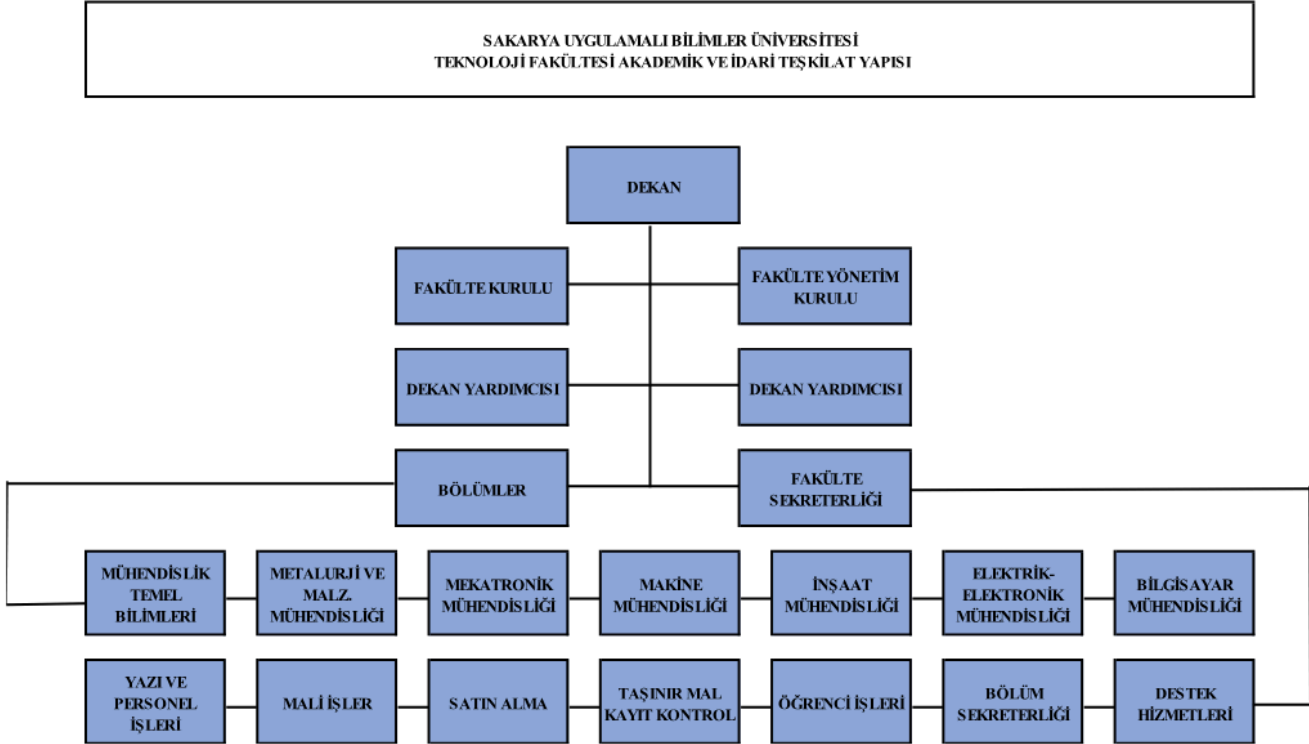 SAKARYA UYGULAMALI BİLİMLER ÜNİVERSİTESİ
TEKNOLOJİ FAKÜLTESİ AKADEMİK VE İDARİ TEŞKİLAT YAPISI
DEKAN
FAKÜLTE KURULU
FAKÜLTE YÖNETİM
KURULU
DEKAN YARDIMCISI
DEKAN YARDIMCISI
BÖLÜMLER
FAKÜLTE
SEKRETERLİĞİ
MÜHENDİSLİK
TEMEL
BİLİMLERİ
METALURJİ VE
MALZ.
MÜHENDİSLİĞİ
MEKATRONİK
MÜHENDİSLİĞİ
MAKİNE
MÜHENDİSLİĞİ
İNŞAAT
MÜHENDİSLİĞİ
ELEKTRİK-
ELEKTRONİK
MÜHENDİSLİĞİ
BİLGİSAYAR
MÜHENDİSLİĞİ
YAZI VE
PERSONEL
İŞLERİ
MALİ İŞLER
SATIN ALMA
TAŞINIR MAL
KAYIT KONTROL
ÖĞRENCİ İŞLERİ
BÖLÜM
SEKRETERLİĞİ
DESTEK
HİZMETLERİ